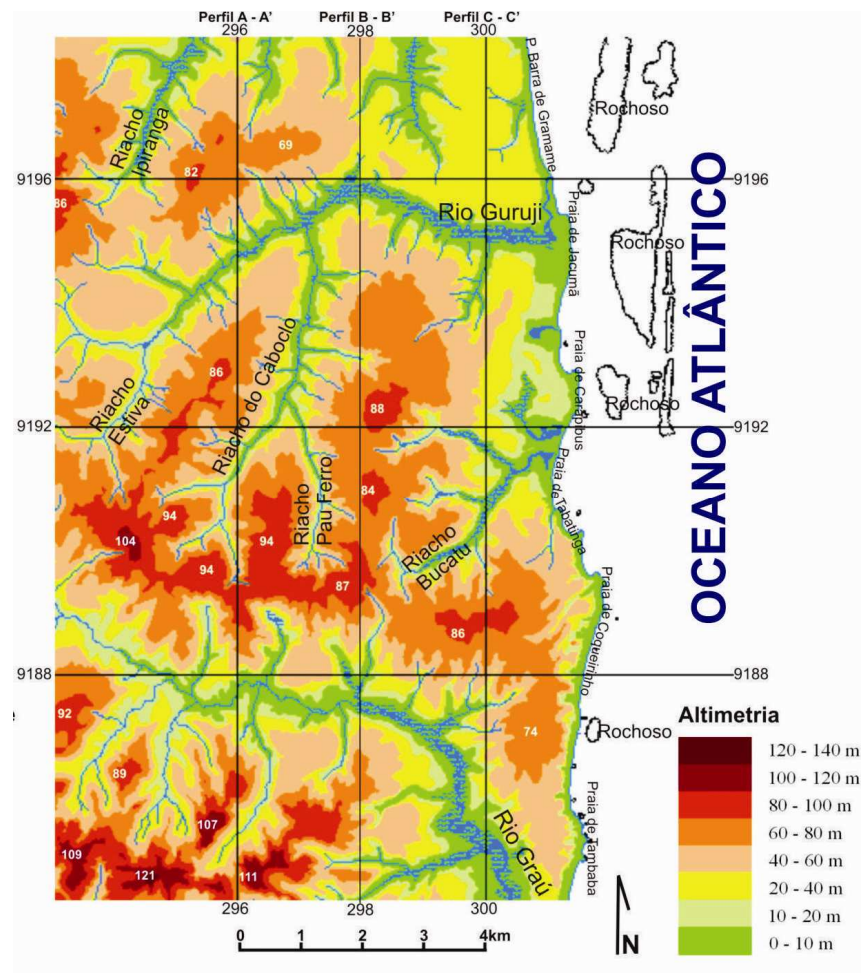 Perfil A - A' Perfil B - B' Perfil C - C'
296 298 300
P. Barra de Gramame
Rochoso
Riacho
Ipiranga
69
82
9196 9196
86
Rio Guruji
Praia de Jacumã
Rochoso
OCEANO ATLÂNTICO
Riacho do Caboclo
Praia de Carapibus
86
Riacho
Estiva
88
Rochoso
9192 9192
Praia de Tabatinga
84
Riacho
Pau Ferro
94
104
94
94
Riacho
Bucatu
87
Praia de Coqueirinho
86
9188 9188
92
74
Rochoso
89
107
Rio Graú
Praia de Tambaba
109
121
111
296 298 300
0 1 2 3 4km
N
Altimetria
120 - 140 m
100 - 120 m
80 - 100 m
60 - 80 m
40 - 60 m
20 - 40 m
10 - 20 m
0 - 10 m